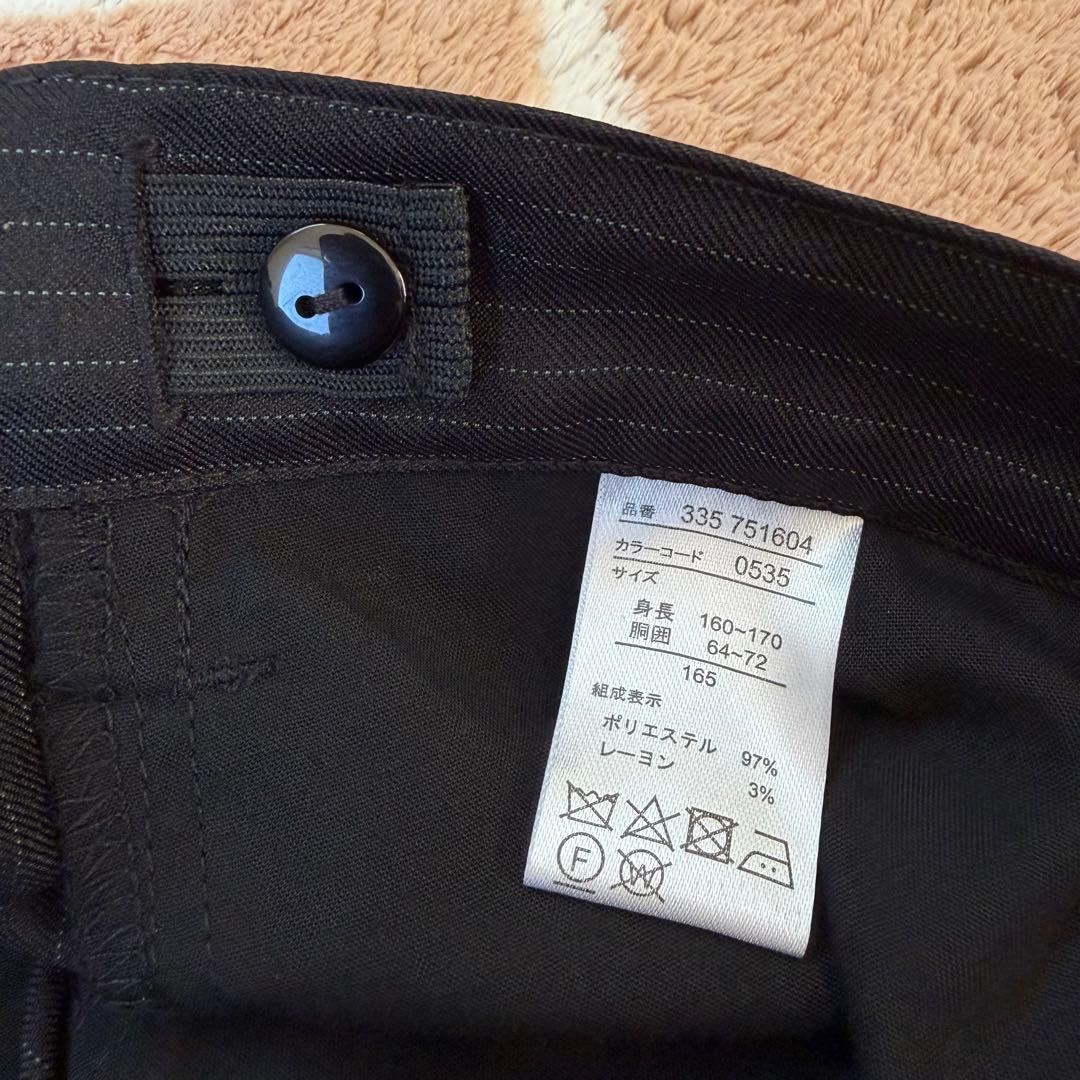 品番 335 751604
カラーコード 0535
サイズ
身長 160~170
胴囲 64~72
165
組成表示
ポリエステル 97%
レーヨン 3%
F W